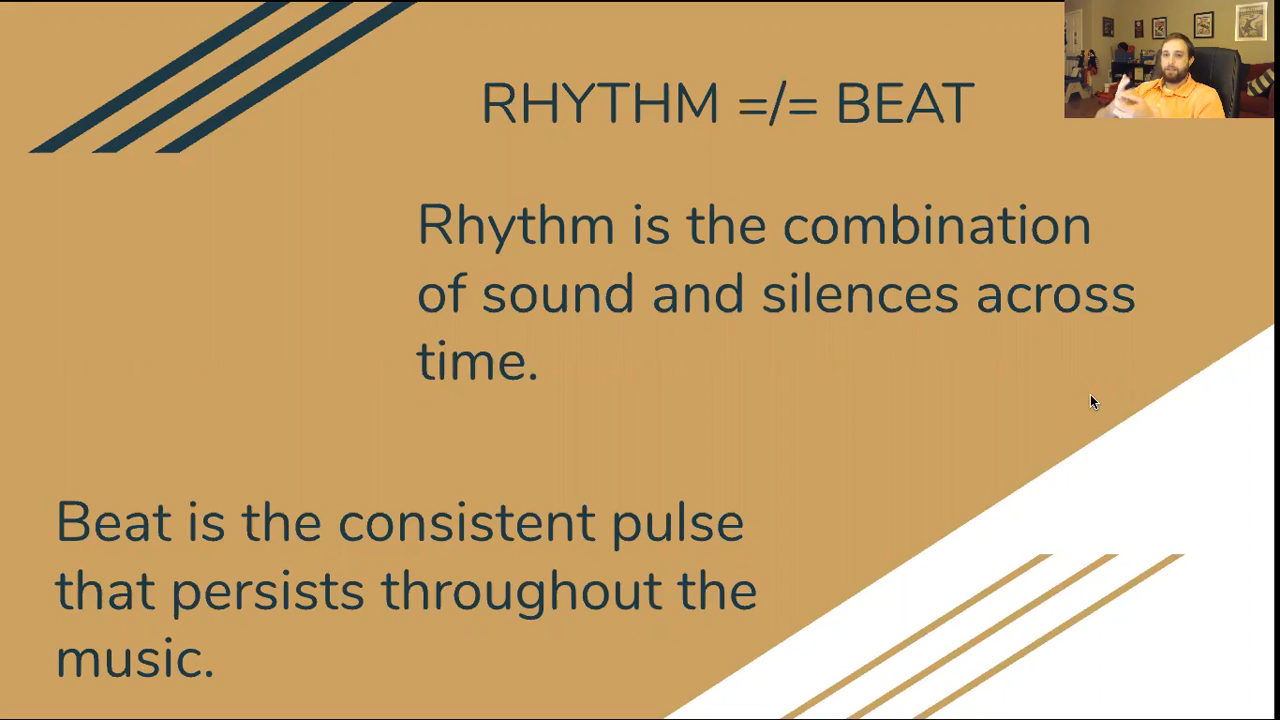 RHYTHM =/= BEAT
Rhythm is the combination
of sound and silences across
time.
Beat is the consistent pulse
that persists throughout the
music.